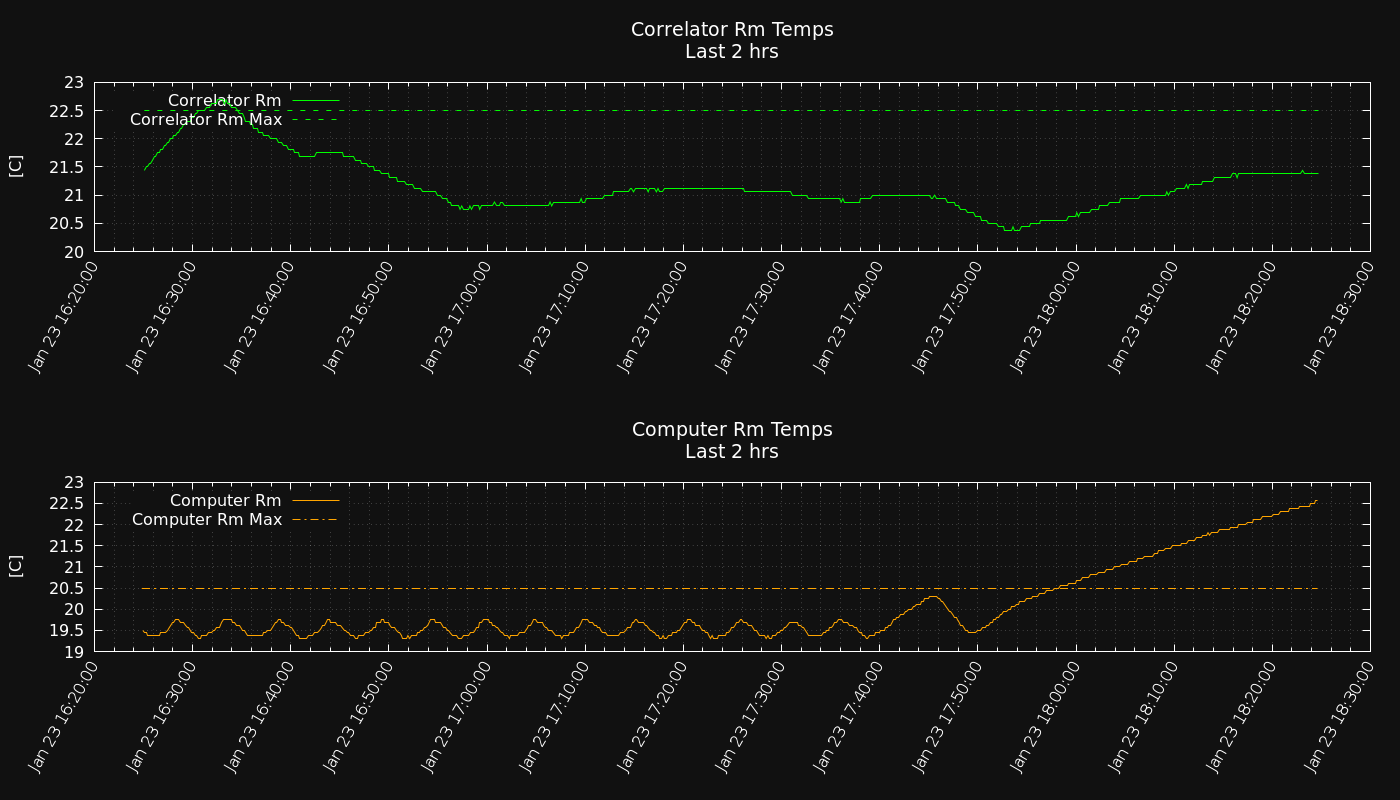 Correlator Rm Temps
Last 2 hrs
[C]
23
22.5
22
21.5
21
20.5
20
Correlator Rm
Correlator Rm Max
Jan 23 16:20:00
Jan 23 16:30:00
Jan 23 16:40:00
Jan 23 16:50:00
Jan 23 17:00:00
Jan 23 17:10:00
Jan 23 17:20:00
Jan 23 17:30:00
Jan 23 17:40:00
Jan 23 17:50:00
Jan 23 18:00:00
Jan 23 18:10:00
Jan 23 18:20:00
Jan 23 18:30:00
Computer Rm Temps
Last 2 hrs
[C]
23
22.5
22
21.5
21
20.5
20
19.5
19
Computer Rm
Computer Rm Max
Jan 23 16:20:00
Jan 23 16:30:00
Jan 23 16:40:00
Jan 23 16:50:00
Jan 23 17:00:00
Jan 23 17:10:00
Jan 23 17:20:00
Jan 23 17:30:00
Jan 23 17:40:00
Jan 23 17:50:00
Jan 23 18:00:00
Jan 23 18:10:00
Jan 23 18:20:00
Jan 23 18:30:00